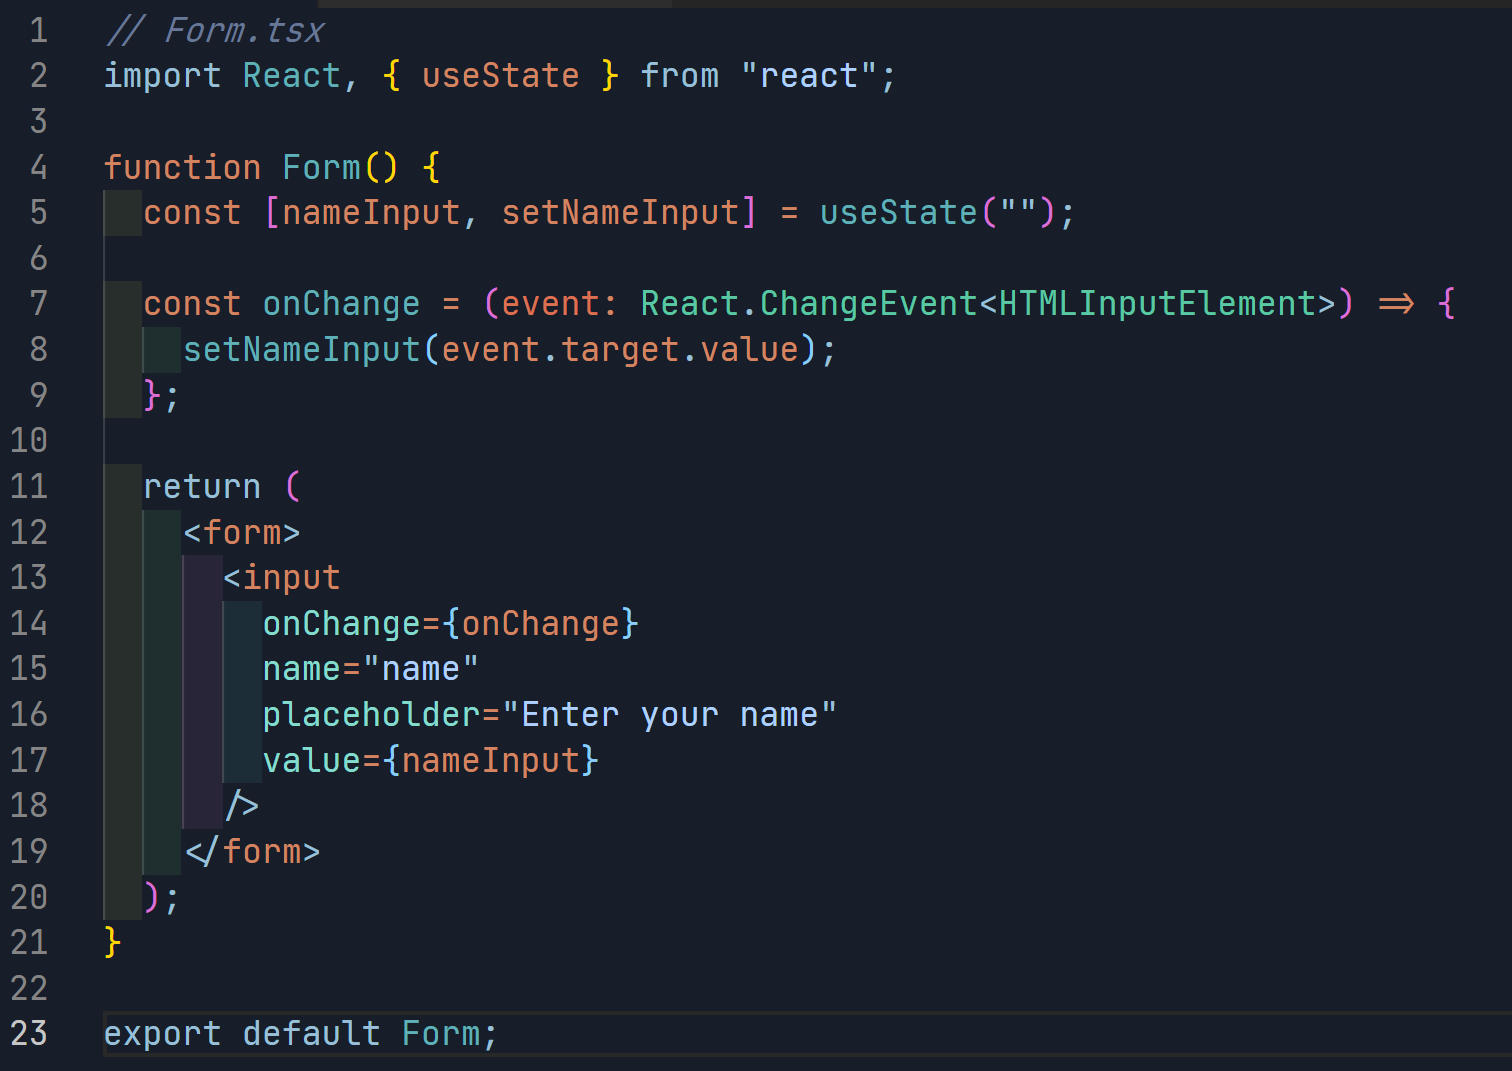 1 // Form.tsx
2 import React, { useState } from "react";
3
4 function Form() {
5   const [nameInput, setNameInput] = useState("");
6
7   const onChange = (event: React.ChangeEvent<HTMLInputElement>) => {
8     setNameInput(event.target.value);
9   };
10
11   return (
12     <form>
13       <input
14         onChange={onChange}
15         name="name"
16         placeholder="Enter your name"
17         value={nameInput}
18       />
19     </form>
20   );
21 }
22
23 export default Form;